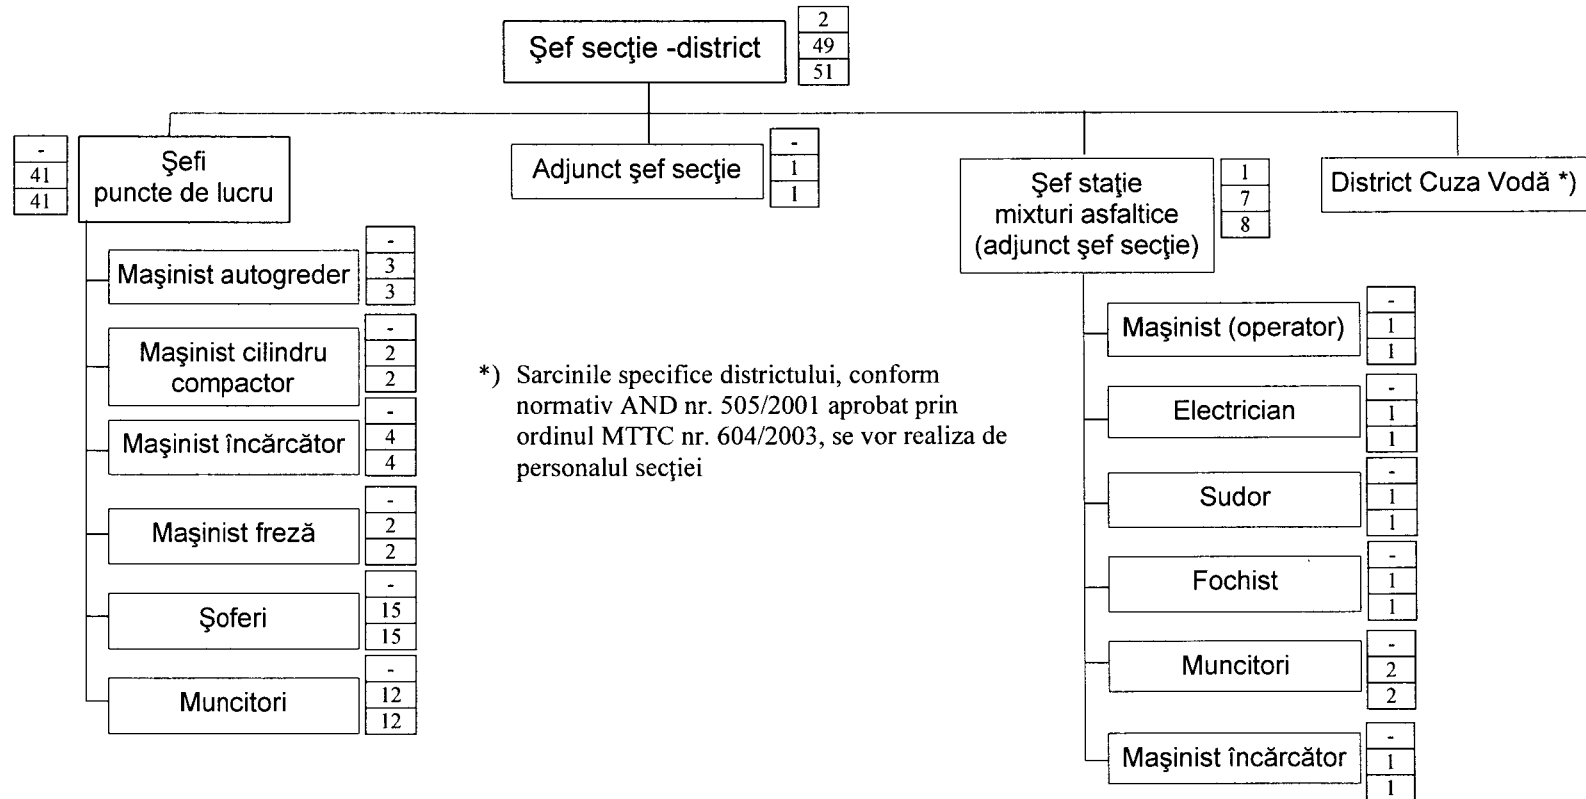 Şef secţie -district
2
49
51
-
41
41
Şefi
puncte de lucru
Adjunct şef secţie
-
1
1
Şef staţie
mixturi asfaltice
(adjunct şef secţie)
1
7
8
District Cuza Vodă *)
Maşinist autogreder
-
3
3
Maşinist cilindru
compactor
-
2
2
Maşinist încărcător
-
4
4
Maşinist freză
-
2
2
Şoferi
-
15
15
Muncitori
-
12
12
*) Sarcinile specifice districtului, conform
normativ AND nr. 505/2001 aprobat prin
ordinul MTTC nr. 604/2003, se vor realiza de
personalul secţiei
Maşinist (operator)
-
1
1
Electrician
-
1
1
Sudor
-
1
1
Fochist
-
1
1
Muncitori
-
2
2
Maşinist încărcător
-
1
1